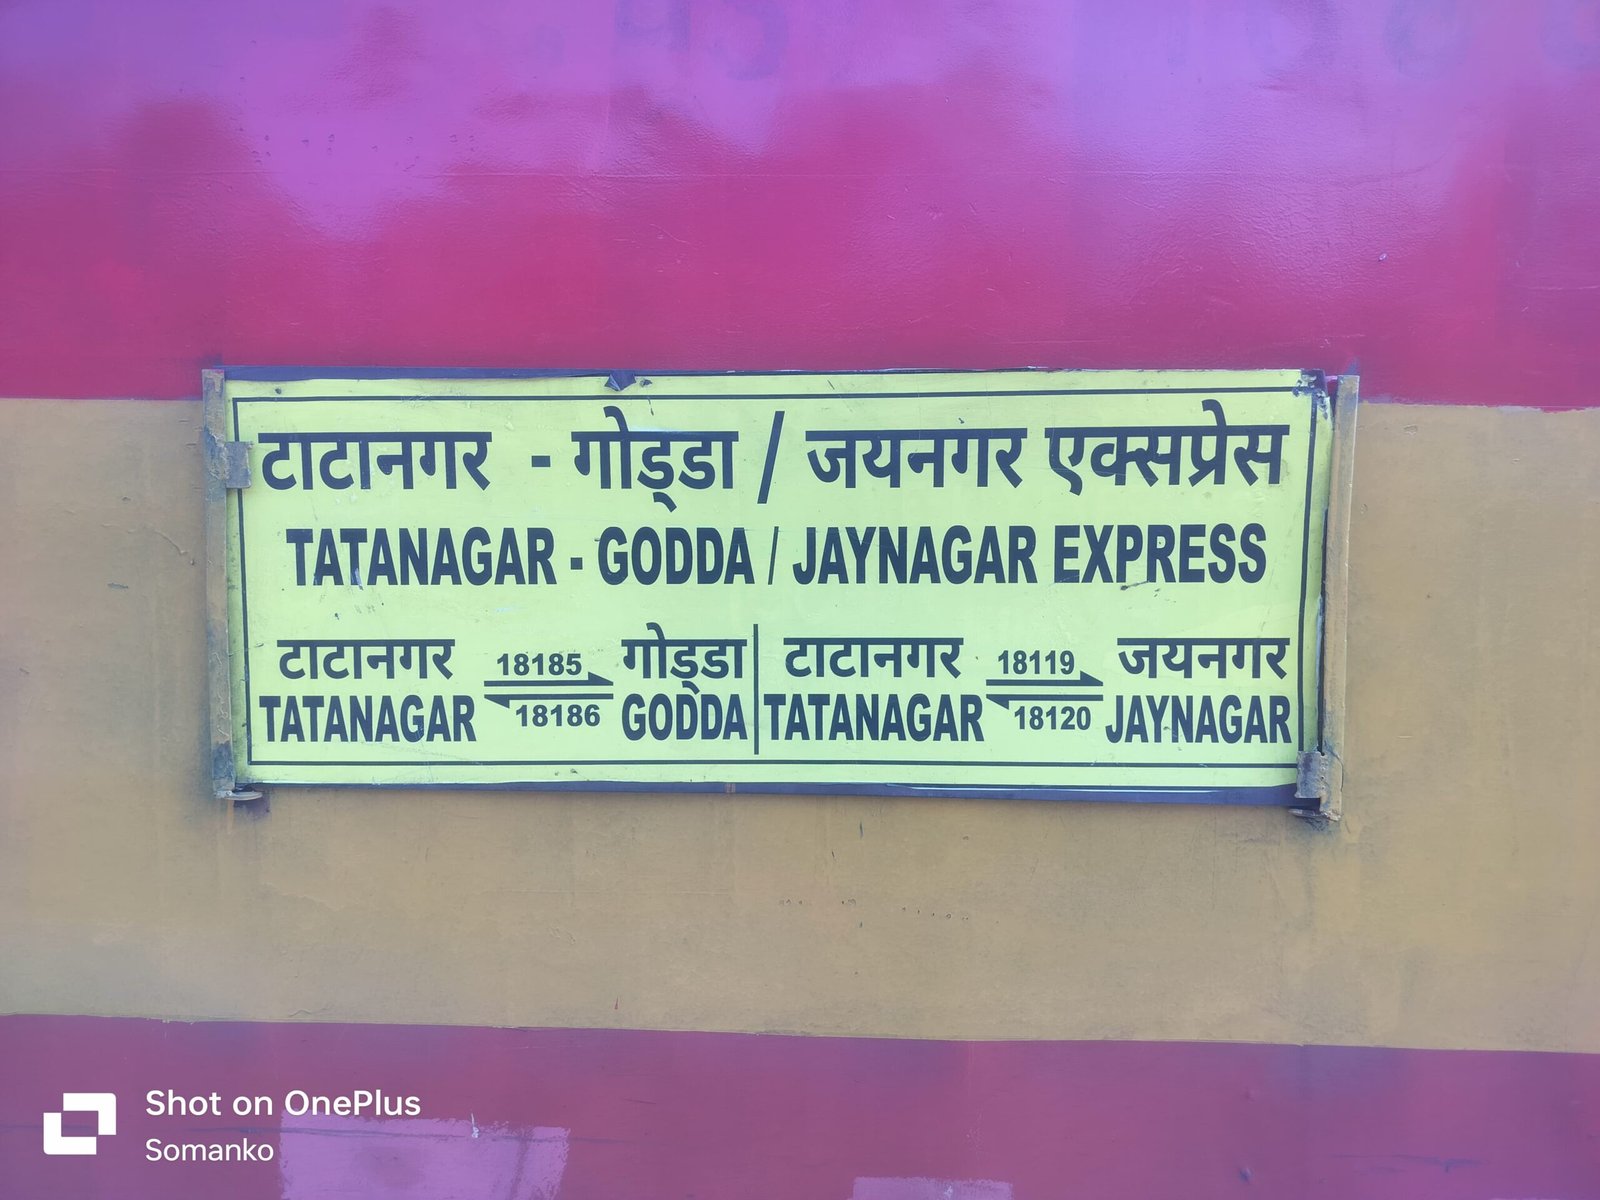 टाटानगर - गोड्डा / जयनगर एक्सप्रेस
TATANAGAR - GODDA / JAYNAGAR EXPRESS
टाटानगर 18185 गोड्डा टाटानगर 18119 जयनगर
TATANAGAR 18186 GODDA TATANAGAR 18120 JAYNAGAR
Shot on OnePlus
Somanko